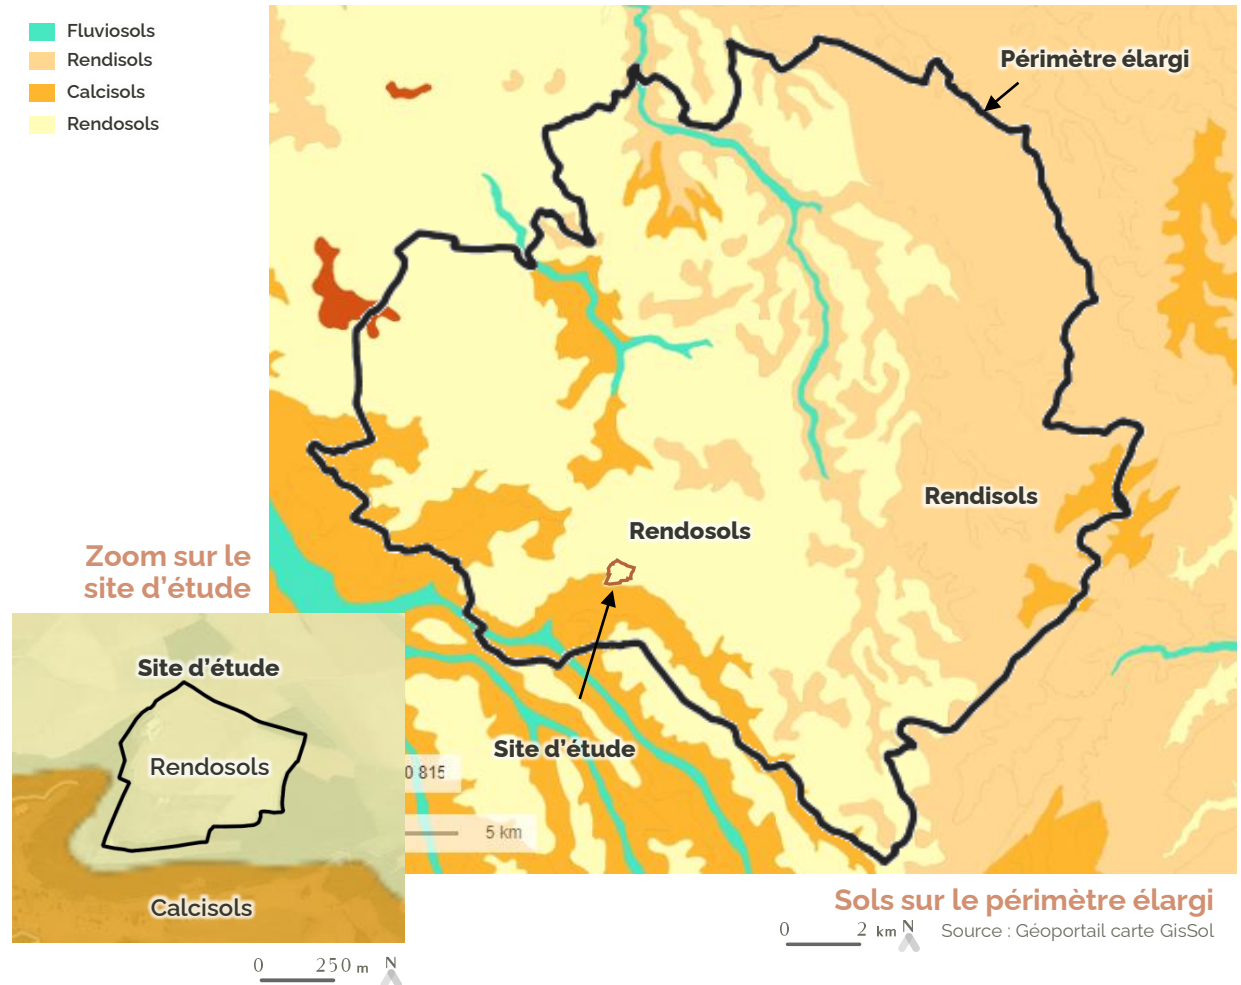 Fluviosols
Rendisols
Calcisols
Rendosols
Périmètre élargi
Rendisols
Rendosols
Zoom sur le
site d’étude
Site d’étude
Rendosols
Calcisols
Site d’étude
0 815
5 km
Sols sur le périmètre élargi
0 2 km N
Source : Géoportail carte GisSol
0 250 m N